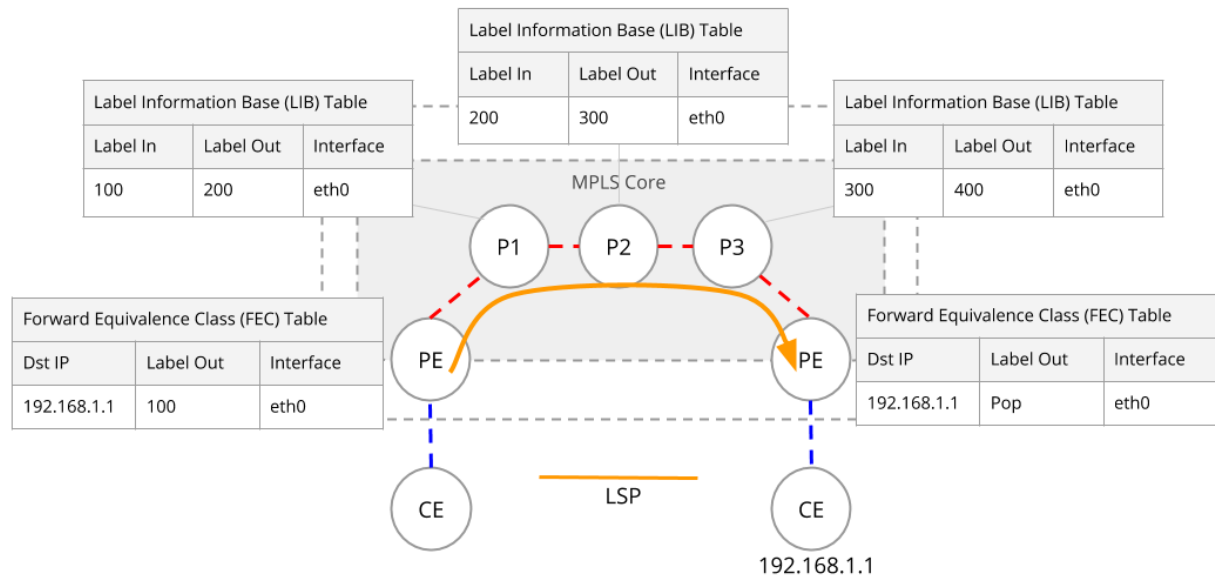 Label Information Base (LIB) Table
Label In Label Out Interface
200 300 eth0
Label Information Base (LIB) Table
Label In Label Out Interface
100 200 eth0
Label Information Base (LIB) Table
Label In Label Out Interface
300 400 eth0
MPLS Core
P1 P2 P3
Forward Equivalence Class (FEC) Table
Dst IP Label Out Interface
192.168.1.1 100 eth0
PE PE
Forward Equivalence Class (FEC) Table
Dst IP Label Out Interface
192.168.1.1 Pop eth0
CE LSP CE
192.168.1.1